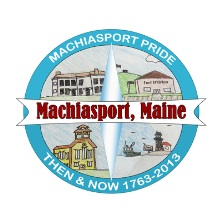 MACHIASPORT PRIDE
Machiasport, Maine
THEN & NOW 1763-2013